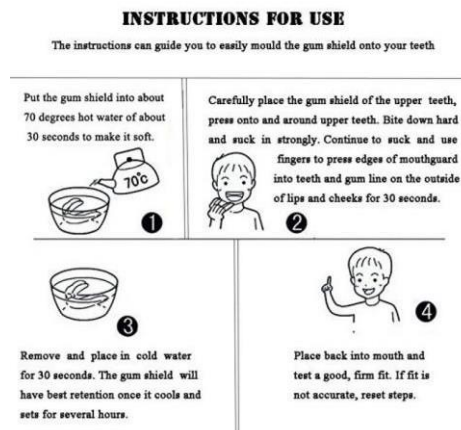 INSTRUCTIONS FOR USE
The instructions can guide you to easily mould the gum shield onto your teeth
Put the gum shield into about
70 degrees hot water of about
30 seconds to make it soft.
70℃
1
Carefully place the gum shield of the upper teeth,
press onto and around upper teeth. Bite down hard
and suck in strongly. Continue to suck and use
fingers to press edges of mouthguard
into teeth and gum line on the outside
of lips and cheeks for 30 seconds.
2
3
Remove and place in cold water
for 30 seconds. The gum shield will
have best retention once it cools and
sets for several hours.
4
Place back into mouth and
test a good, firm fit. If fit is
not accurate, reset steps.